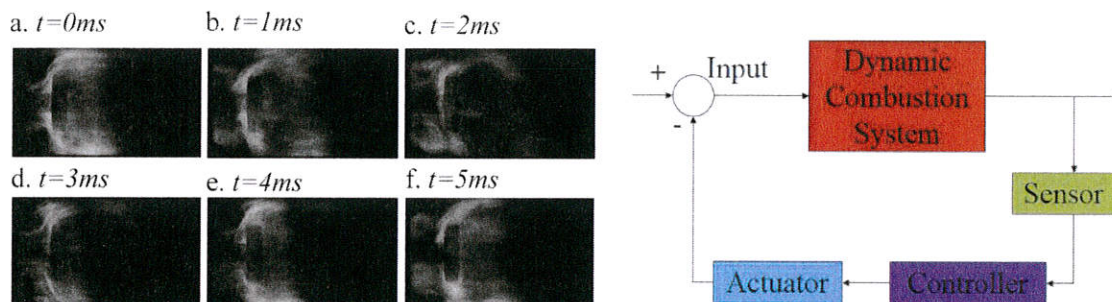 a. t=0ms
b. t=1ms
c. t=2ms
d. t=3ms
e. t=4ms
f. t=5ms
+
Input
-
Dynamic
Combustion
System
Sensor
Controller
Actuator